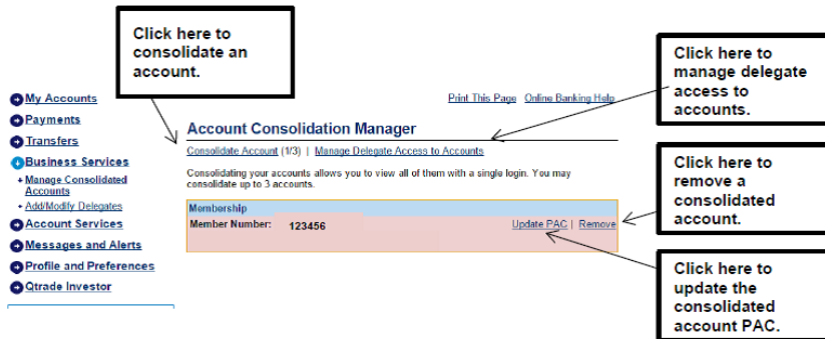 Click here to
consolidate an
account.
Click here to
manage delegate
access to
accounts.
Print This Page Online Banking Help
My Accounts
Payments
Transfers
Business Services
Manage Consolidated
Accounts
Add/Modify Delegates
Account Services
Messages and Alerts
Profile and Preferences
Qtrade Investor
Account Consolidation Manager
Consolidate Account (1/3) | Manage Delegate Access to Accounts
Consolidating your accounts allows you to view all of them with a single login. You may
consolidate up to 3 accounts.
Membership
Member Number: 123456 Update PAC | Remove
Click here to
remove a
consolidated
account.
Click here to
update the
consolidated
account PAC.